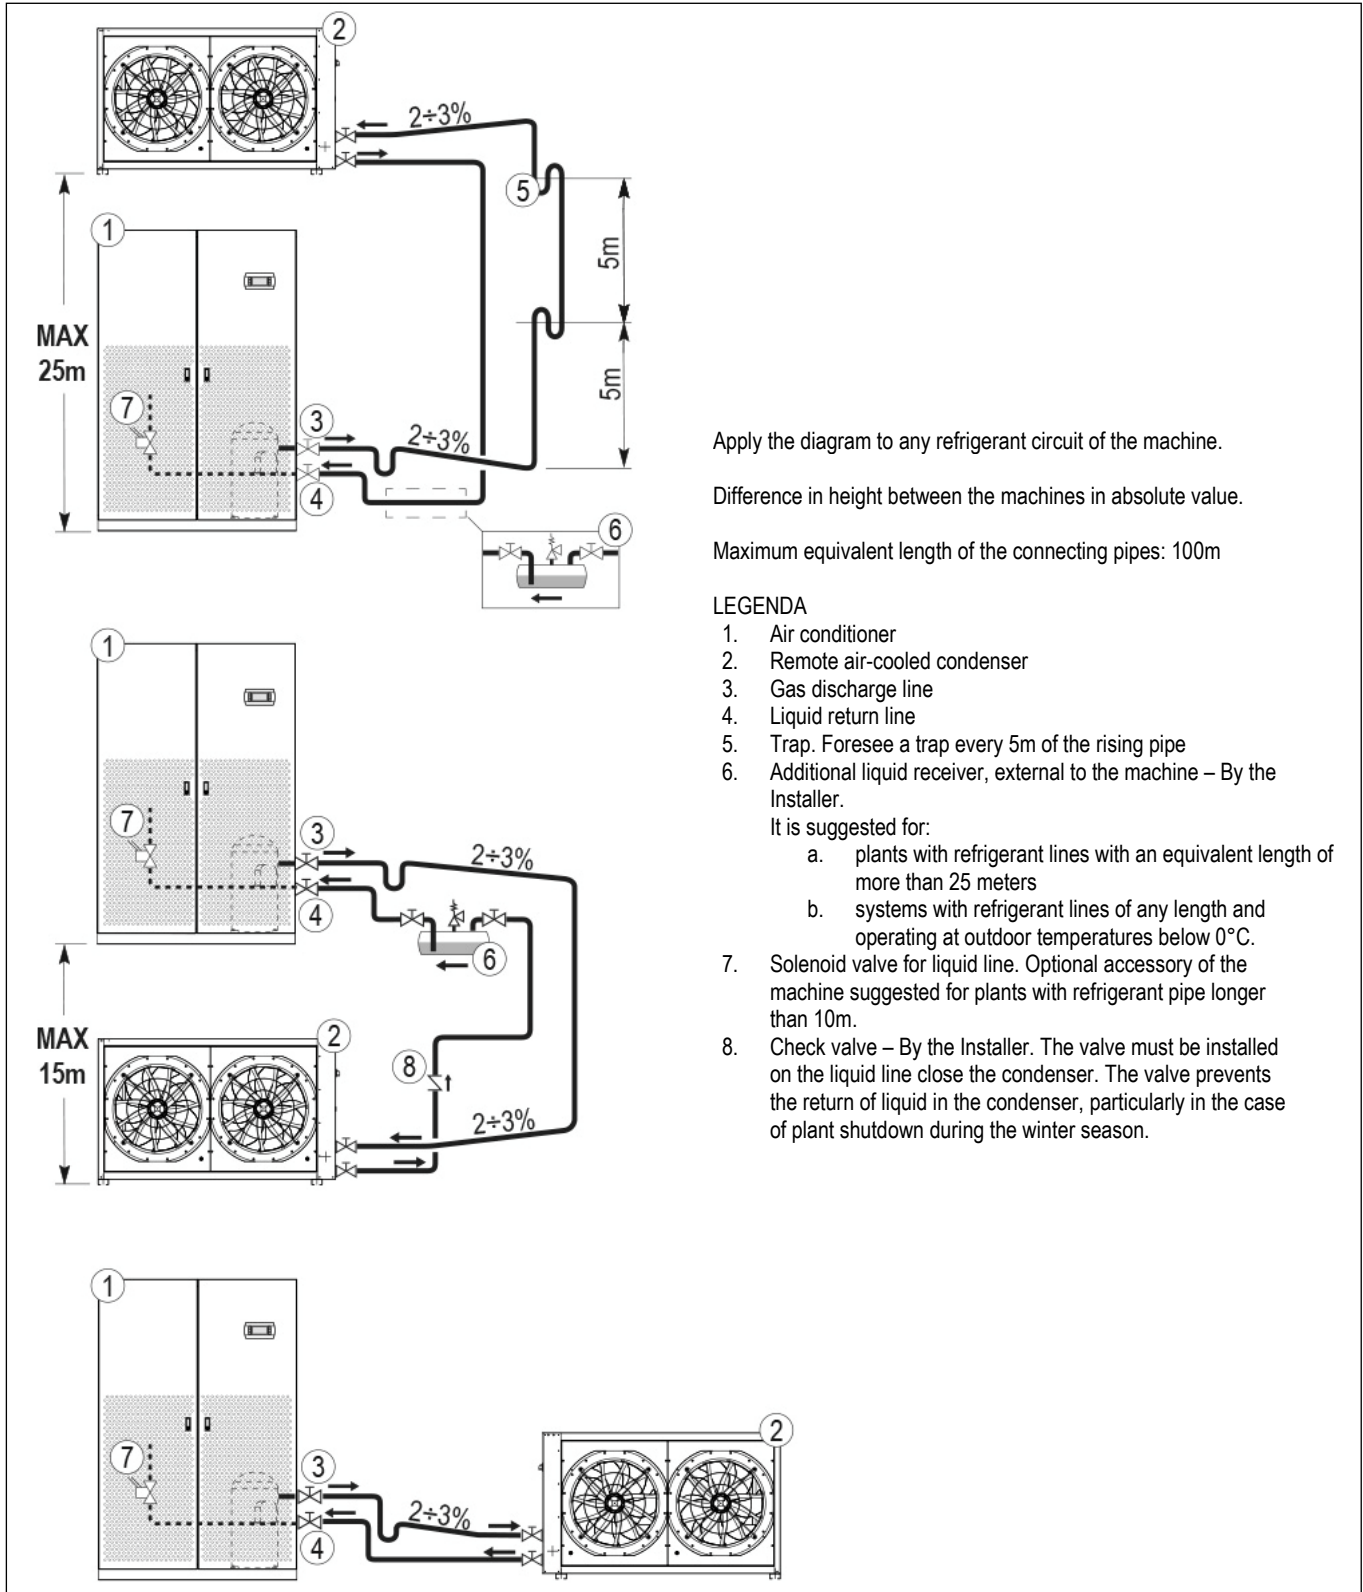 2
2÷3%
5
5m
1
MAX
25m
7
3
2÷3%
5m
4
6
1
7
3
2÷3%
4
6
MAX
15m
2
8
2÷3%
1
2
7
3
2÷3%
4
Apply the diagram to any refrigerant circuit of the machine.
Difference in height between the machines in absolute value.
Maximum equivalent length of the connecting pipes: 100m
LEGENDA
1. Air conditioner
2. Remote air-cooled condenser
3. Gas discharge line
4. Liquid return line
5. Trap. Foresee a trap every 5m of the rising pipe
6. Additional liquid receiver, external to the machine – By the
Installer.
It is suggested for:
a. plants with refrigerant lines with an equivalent length of
more than 25 meters
b. systems with refrigerant lines of any length and
operating at outdoor temperatures below 0°C.
7. Solenoid valve for liquid line. Optional accessory of the
machine suggested for plants with refrigerant pipe longer
than 10m.
8. Check valve – By the Installer. The valve must be installed
on the liquid line close the condenser. The valve prevents
the return of liquid in the condenser, particularly in the case
of plant shutdown during the winter season.